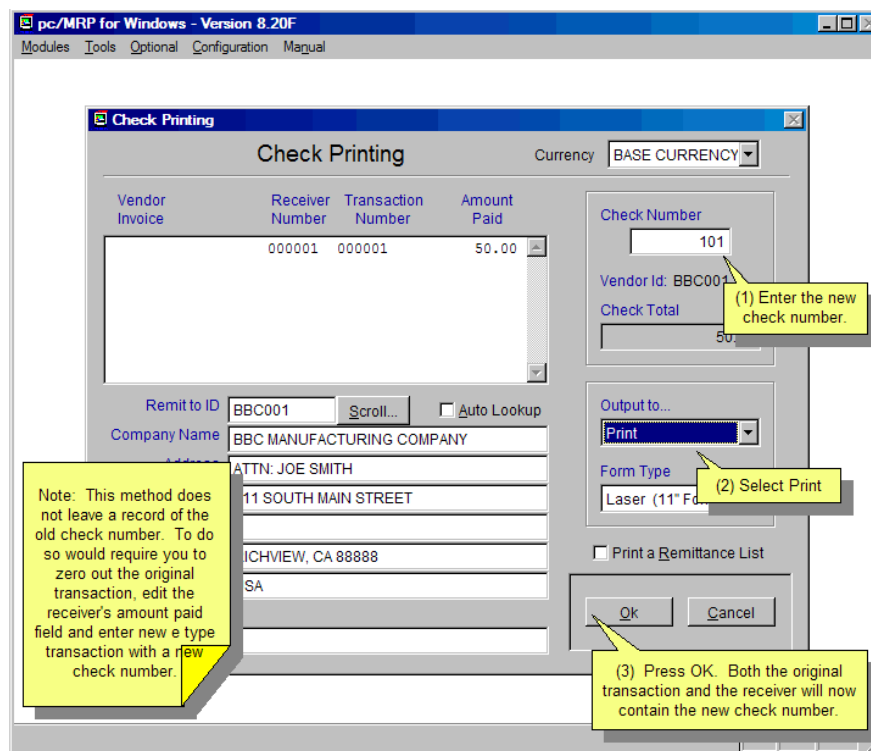 pc/MRP for Windows - Version 8.20F
Modules Tools Optional Configuration Manual
Check Printing
Check Printing
Currency BASE CURRENCY
Vendor Invoice
Receiver Number
Transaction Number
Amount Paid
000001 000001 50.00
Check Number
101
Vendor Id: BBC001
Check Total
50.
(1) Enter the new
check number.
Remit to ID BBC001 Scroll... Auto Lookup
Company Name BBC MANUFACTURING COMPANY
ATTN: JOE SMITH
11 SOUTH MAIN STREET
ICHVIEW, CA 88888
SA
Output to...
Print
Form Type
Laser (11" Fo
(2) Select Print
Print a Remittance List
Ok Cancel
Note: This method does
not leave a record of the
old check number. To do
so would require you to
zero out the original
transaction, edit the
receiver's amount paid
field and enter new e type
transaction with a new
check number.
(3) Press OK. Both the original
transaction and the receiver will now
contain the new check number.